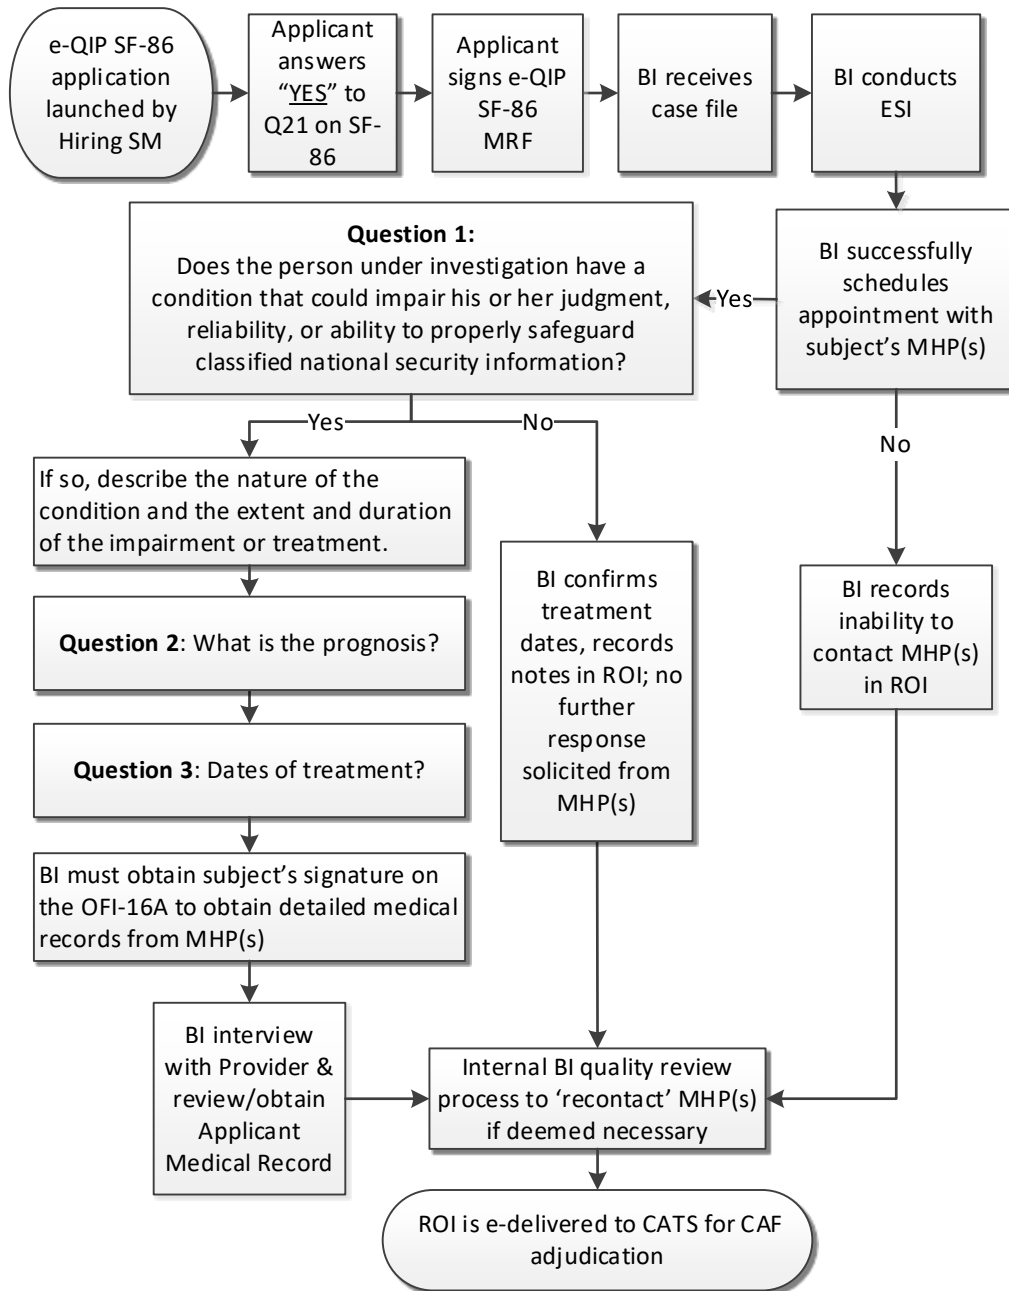 e-QIP SF-86
application
launched by
Hiring SM
Applicant
answers
“YES” to
Q21 on SF-
86
Applicant
signs e-QIP
SF-86
MRF
BI receives
case file
BI conducts
ESI
Question 1:
Does the person under investigation have a
condition that could impair his or her judgment,
reliability, or ability to properly safeguard
classified national security information?
Yes
BI successfully
schedules
appointment with
subject’s MHP(s)
Yes
No
No
If so, describe the nature of the
condition and the extent and duration
of the impairment or treatment.
Question 2: What is the prognosis?
Question 3: Dates of treatment?
BI must obtain subject’s signature on
the OFI-16A to obtain detailed medical
records from MHP(s)
BI confirms
treatment
dates, records
notes in ROI; no
further
response
solicited from
MHP(s)
BI records
inability to
contact MHP(s)
in ROI
BI interview
with Provider &
review/obtain
Applicant
Medical Record
Internal BI quality review
process to ‘recontact’ MHP(s)
if deemed necessary
ROI is e-delivered to CATS for CAF
adjudication